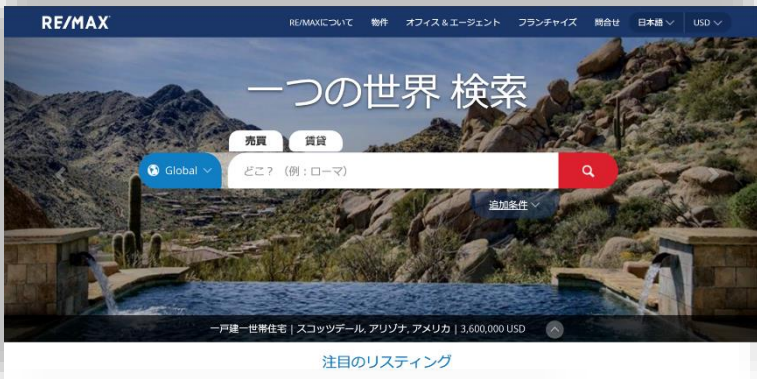 RE/MAX RE/MAXについて 物件 オフィス＆エージェント フランチャイズ 問合せ 日本語 USD
一つの世界 検索
売買 賃貸
Global どこ？（例：ローマ）
追加条件
一戸建一世帯住宅 | スコッツデール, アリゾナ, アメリカ | 3,600,000 USD
注目のリスティング